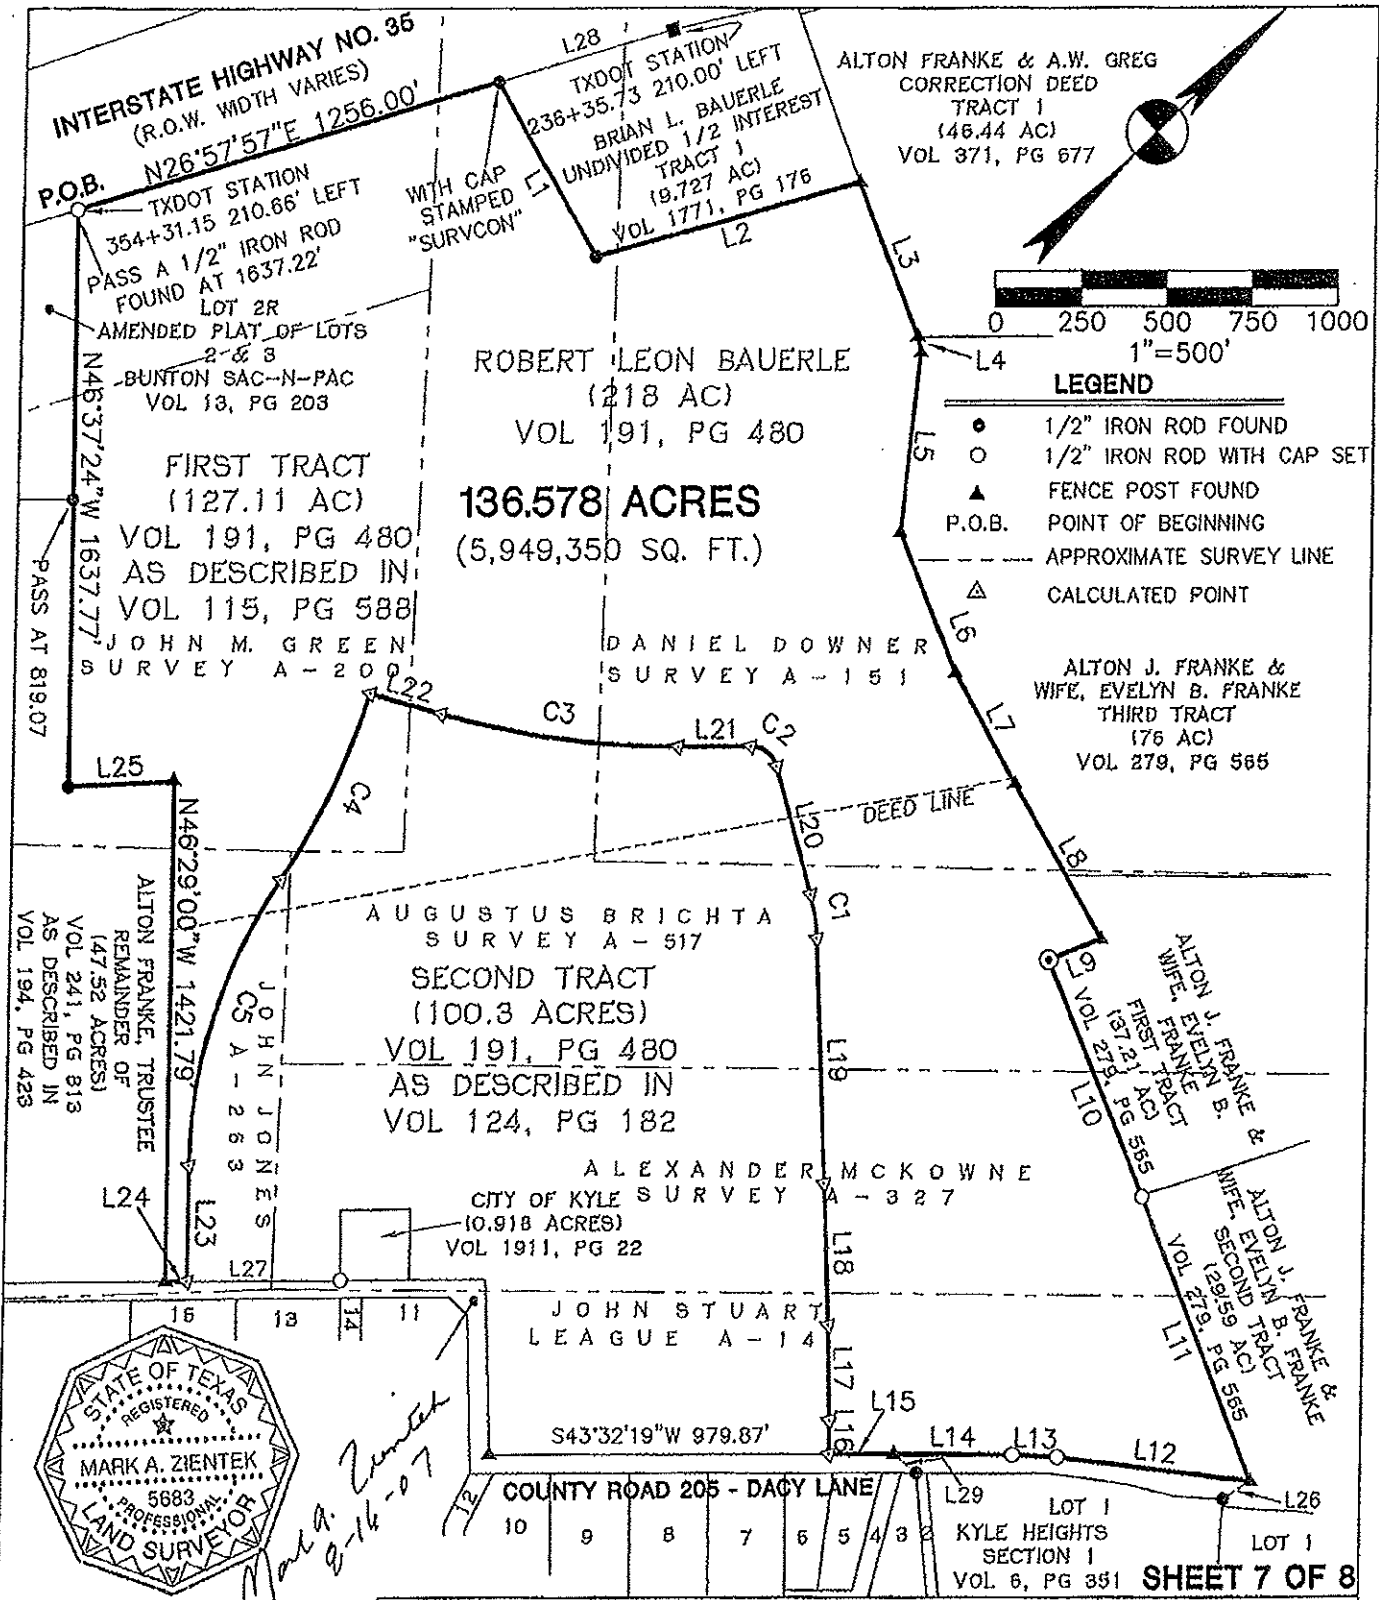 INTERSTATE HIGHWAY NO. 35
(R.O.W. WIDTH VARIES)
N26°57'57"E 1256.00'
P.O.B.
TXDOT STATION
354+31.15 210.66' LEFT
PASS A 1/2" IRON ROD
FOUND AT 1637.22'
LOT 2R
AMENDED PLAT OF LOTS
2 & 3
BUNTON SAC-N-PAC
VOL 13, PG 203
L28
TXDOT STATION
236+35.73 210.00' LEFT
BRIAN L. BAUERLE
UNDIVIDED 1/2 INTEREST
TRACT 1
(9.727 AC)
VOL 1771, PG 176
WITH CAP
STAMPED
"SURVCON"
L1
L2
L3
ALTON FRANKE & A.W. GREG
CORRECTION DEED
TRACT 1
(46.44 AC)
VOL 371, PG 677
0 250 500 750 1000
1"=500'
L4
LEGEND
1/2" IRON ROD FOUND
1/2" IRON ROD WITH CAP SET
FENCE POST FOUND
P.O.B. POINT OF BEGINNING
APPROXIMATE SURVEY LINE
CALCULATED POINT
ROBERT LEON BAUERLE
(218 AC)
VOL 191, PG 480
136.578 ACRES
(5,949,350 SQ. FT.)
L5
L6
L7
L8
N46°37'24"W 1637.77'
PASS AT 819.07
FIRST TRACT
(127.11 AC)
VOL 191, PG 480
AS DESCRIBED IN
VOL 115, PG 588
JOHN M. GREEN
SURVEY A-200
DANIEL DOWNER
SURVEY A-151
ALTON J. FRANKE &
WIFE, EVELYN B. FRANKE
THIRD TRACT
(76 AC)
VOL 279, PG 565
L22
C3
L21
C2
L25
C4
L20
DEED LINE
C1
N46°29'00"W 1421.79'
ALTON FRANKE, TRUSTEE
REMAINDER OF
(47.52 ACRES)
VOL 241, PG 813
AS DESCRIBED IN
VOL 194, PG 423
AUGUSTUS BRICHTA
SURVEY A-517
SECOND TRACT
(100.3 ACRES)
VOL 191, PG 480
AS DESCRIBED IN
VOL 124, PG 182
C5
JOHN JONES
A-263
L19
L9
ALTON J. FRANKE &
WIFE, EVELYN B.
FRANKE
FIRST TRACT
(37.21 AC)
VOL 279, PG 565
L10
ALEXANDER MCKOWNE
SURVEY A-327
CITY OF KYLE
(0.918 ACRES)
VOL 1911, PG 22
L24
L23
L27
L18
ALTON J. FRANKE &
WIFE, EVELYN B. FRANKE
SECOND TRACT
(29.59 AC)
VOL 279, PG 565
L11
15
13
14
11
JOHN STUART
LEAGUE A-14
L17
L16
L15
L14
L13
L12
S43°32'19"W 979.87'
COUNTY ROAD 205 - DACY LANE
L29
L26
12
10
9
8
7
6
5
4
3
2
LOT 1
KYLE HEIGHTS
SECTION 1
VOL 6, PG 351
LOT 1
STATE OF TEXAS
REGISTERED
MARK A. ZIENTEK
5683
PROFESSIONAL
LAND SURVEYOR
Mark A. Zientek
2-14-07
SHEET 7 OF 8